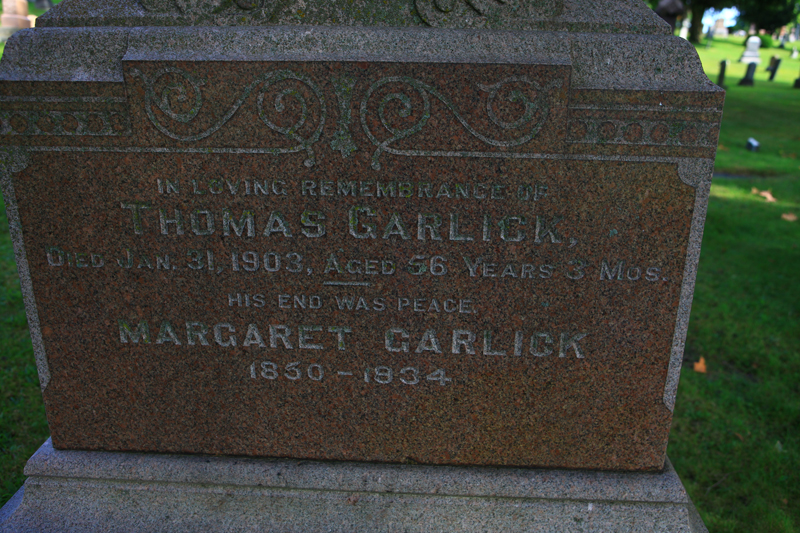 IN LOVING REMEMBRANCE OF
THOMAS GARLICK,
DIED JAN. 31, 1903, AGED 56 YEARS 3 MOS.
HIS END WAS PEACE.
MARGARET GARLICK
1850 - 1934